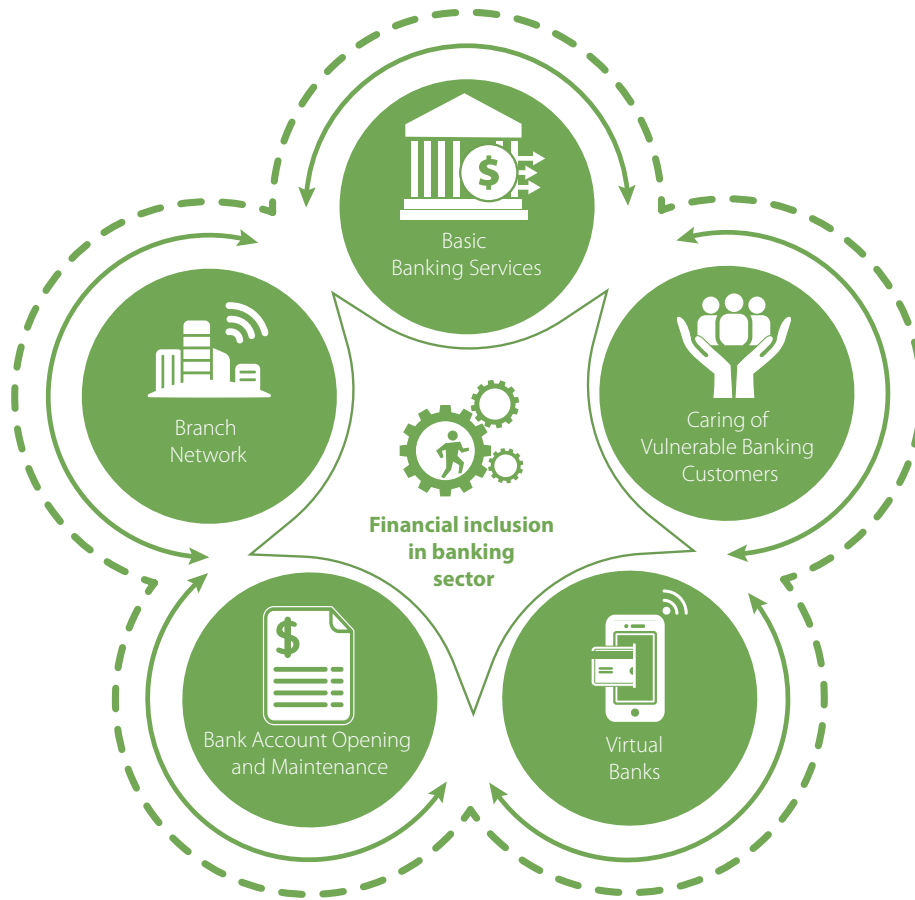 $
Basic
Banking Services
Branch
Network
Caring of
Vulnerable Banking
Customers
Financial inclusion
in banking
sector
$
Bank Account Opening
and Maintenance
Virtual
Banks